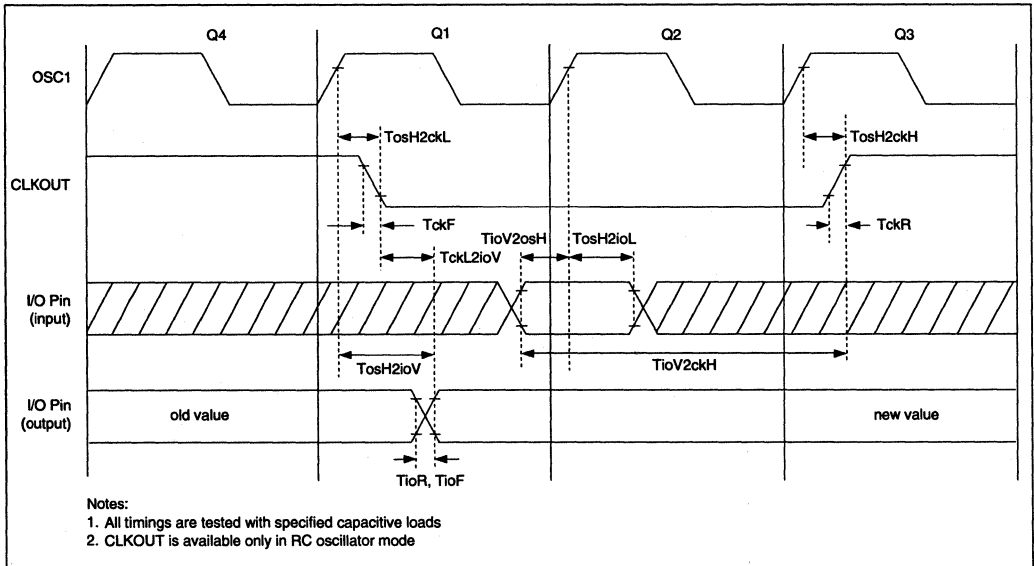 Q4 Q1 Q2 Q3
OSC1
TosH2ckL TosH2ckH
CLKOUT
TckF TioV2osH TosH2ioL TckR
TckL2ioV
I/O Pin
(input)
TosH2ioV TioV2ckH
I/O Pin
(output)
old value new value
TioR, TioF
Notes:
1. All timings are tested with specified capacitive loads
2. CLKOUT is available only in RC oscillator mode